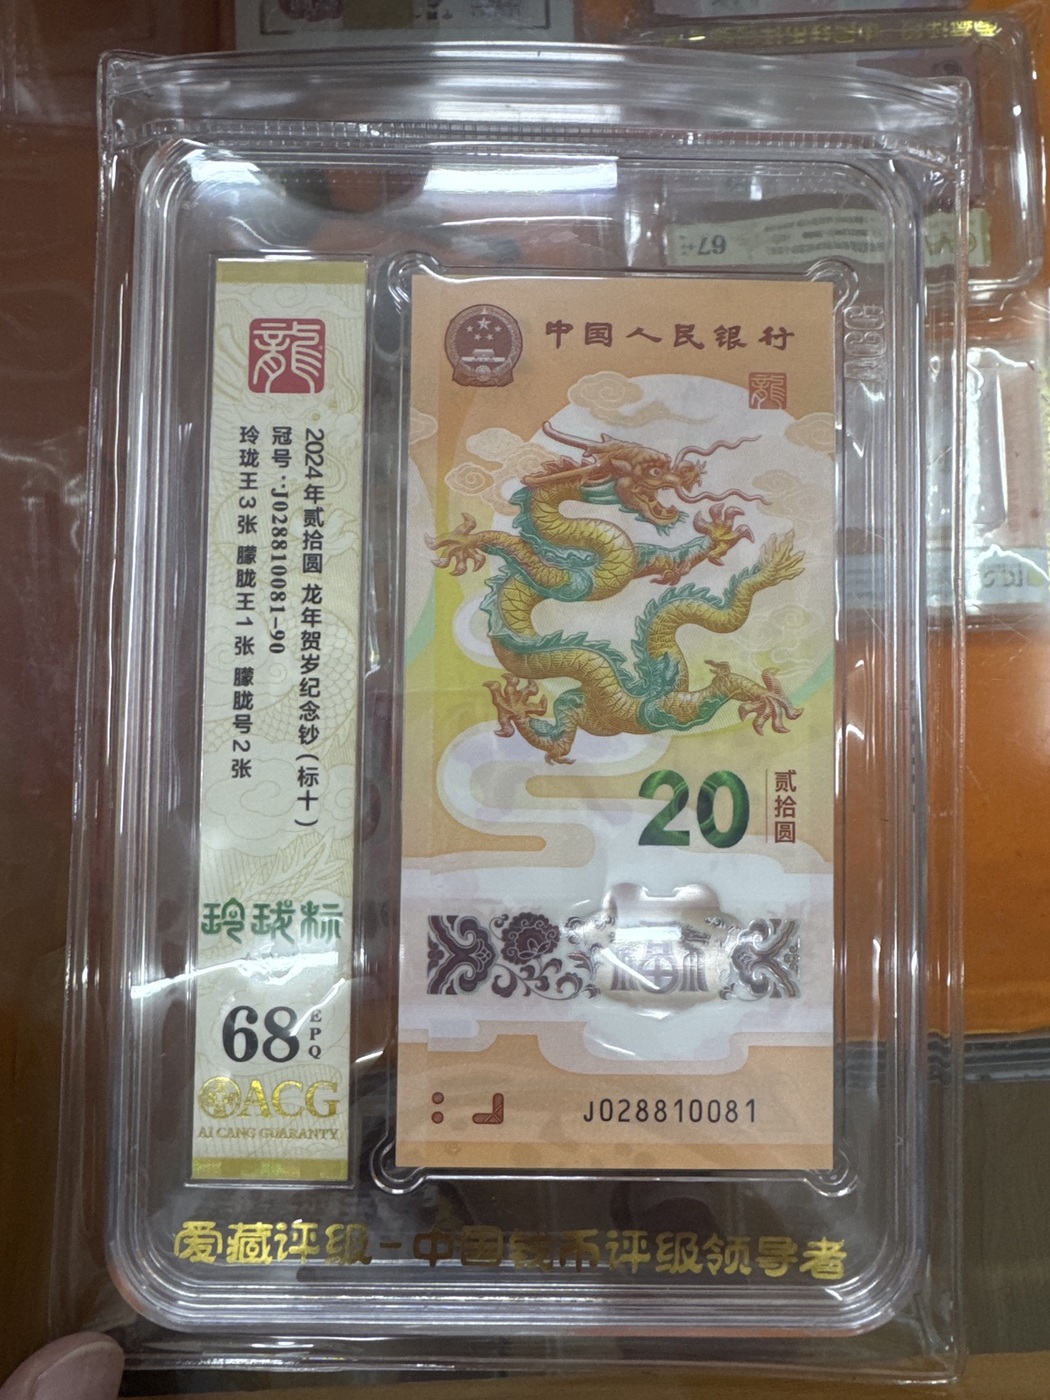 龍
2024年贰拾圆 龙年贺岁纪念钞(标十)
冠号:J028810081-90
玲珑王3张 朦胧王1张 朦胧号2张
玲珑标
68
EPQ
ACG
AI CANG GUARANTY
中国人民银行
龍
20
贰拾圆
J028810081
爱藏评级-中国钱币评级领导者
ACG
67